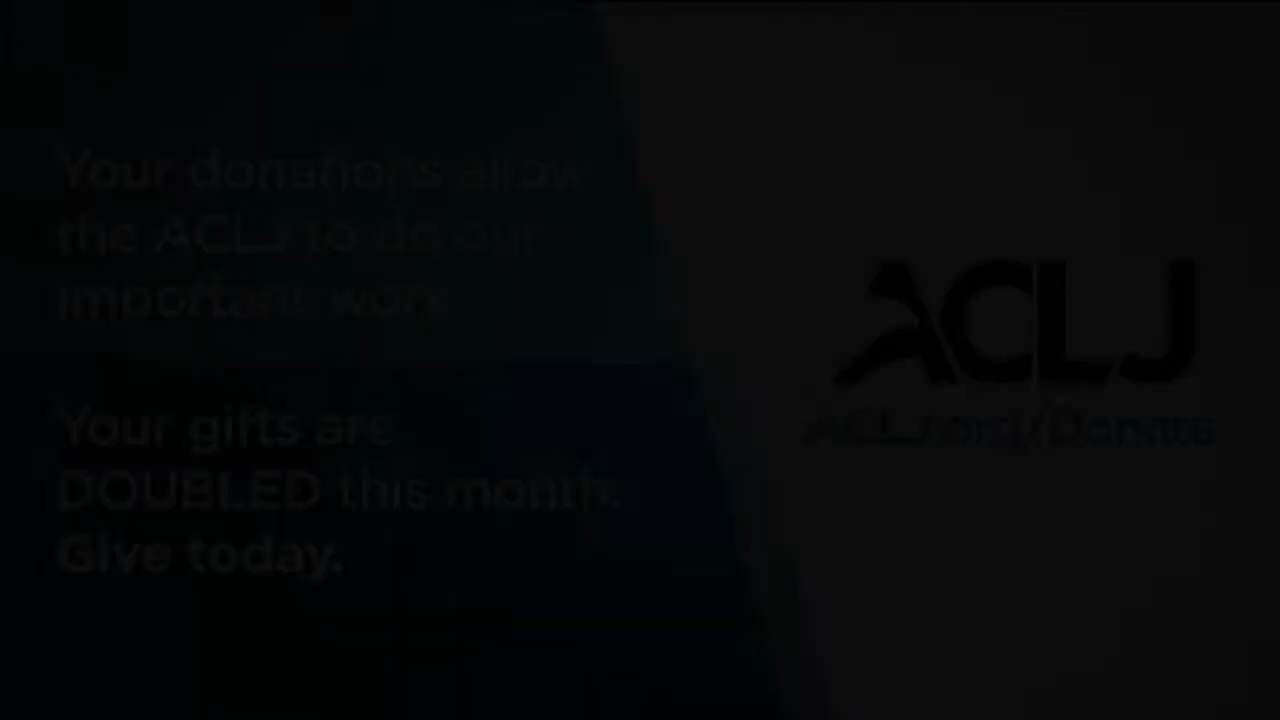 Your donations allow
the ACLJ to do our
important work.
Your gifts are
DOUBLED this month.
Give today.
ACLJ
ACLJ.org/Donate